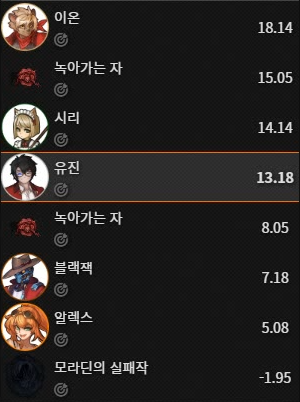 이온
18.14
녹아가는 자
15.05
시리
14.14
유진
13.18
녹아가는 자
8.05
블랙잭
7.18
알렉스
5.08
모라딘의 실패작
-1.95